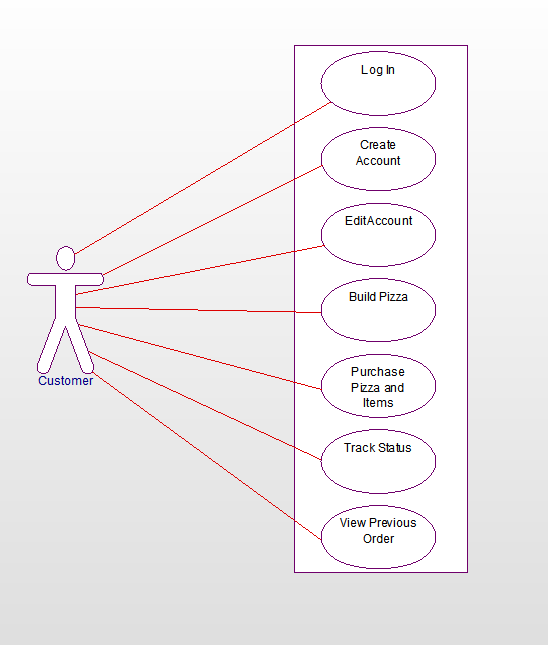 Log In
Create
Account
EditAccount
Build Pizza
Purchase
Pizza and
Items
Track Status
View Previous
Order
Customer